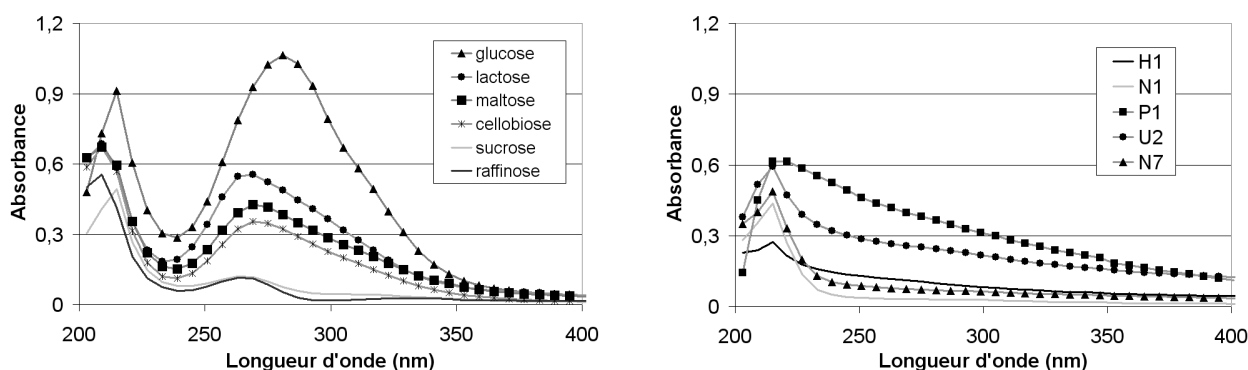 1,2
0,9
0,6
0,3
0
Absorbance
200 250 300 350 400
Longueur d'onde (nm)
glucose
lactose
maltose
cellobiose
sucrose
raffinose
1,2
0,9
0,6
0,3
0
Absorbance
200 250 300 350 400
Longueur d'onde (nm)
H1
N1
P1
U2
N7